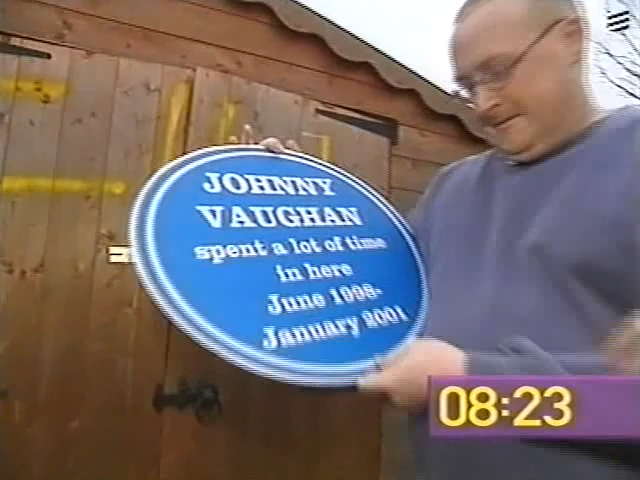 JOHNNY
VAUGHAN
spent a lot of time
in here
June 1998-
January 2001
08:23